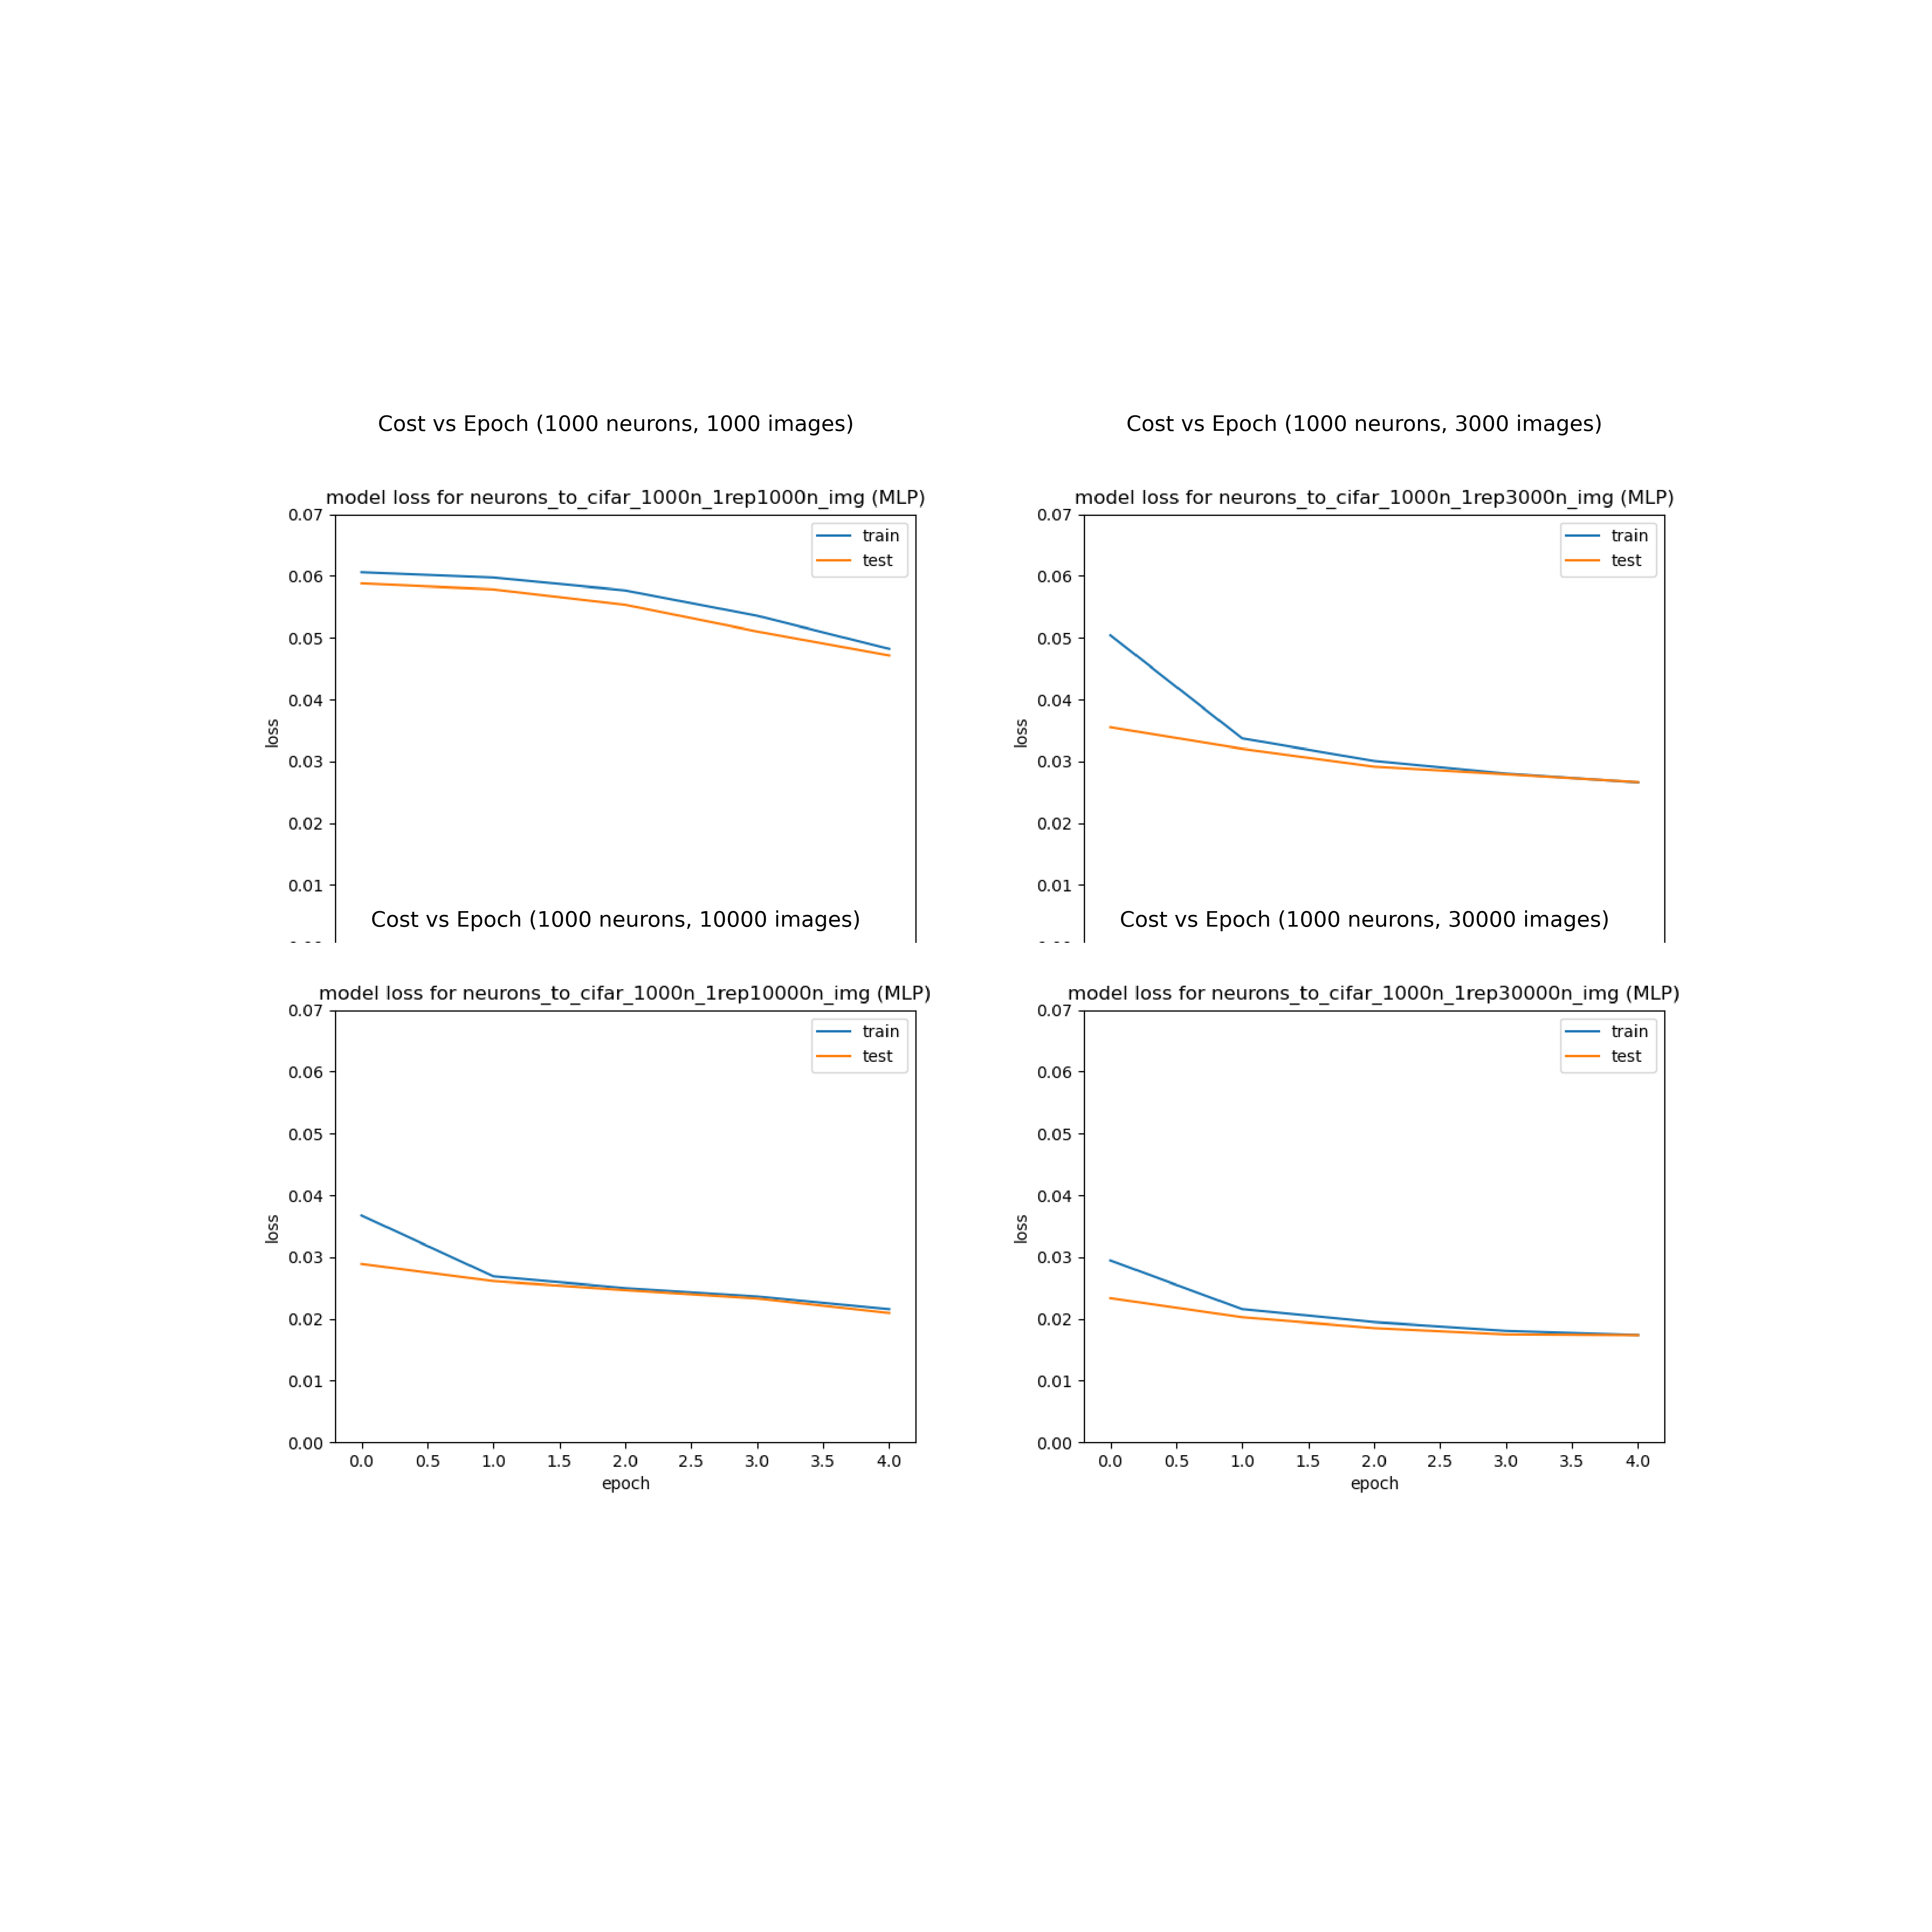 Cost vs Epoch (1000 neurons, 1000 images)
model loss for neurons_to_cifar_1000n_1rep1000n_img (MLP)
0.07
0.06
0.05
0.04
0.03
0.02
0.01
loss
train
test
Cost vs Epoch (1000 neurons, 3000 images)
model loss for neurons_to_cifar_1000n_1rep3000n_img (MLP)
0.07
0.06
0.05
0.04
0.03
0.02
0.01
loss
train
test
Cost vs Epoch (1000 neurons, 10000 images)
model loss for neurons_to_cifar_1000n_1rep10000n_img (MLP)
0.07
0.06
0.05
0.04
0.03
0.02
0.01
0.00
loss
train
test
0.0 0.5 1.0 1.5 2.0 2.5 3.0 3.5 4.0
epoch
Cost vs Epoch (1000 neurons, 30000 images)
model loss for neurons_to_cifar_1000n_1rep30000n_img (MLP)
0.07
0.06
0.05
0.04
0.03
0.02
0.01
0.00
loss
train
test
0.0 0.5 1.0 1.5 2.0 2.5 3.0 3.5 4.0
epoch